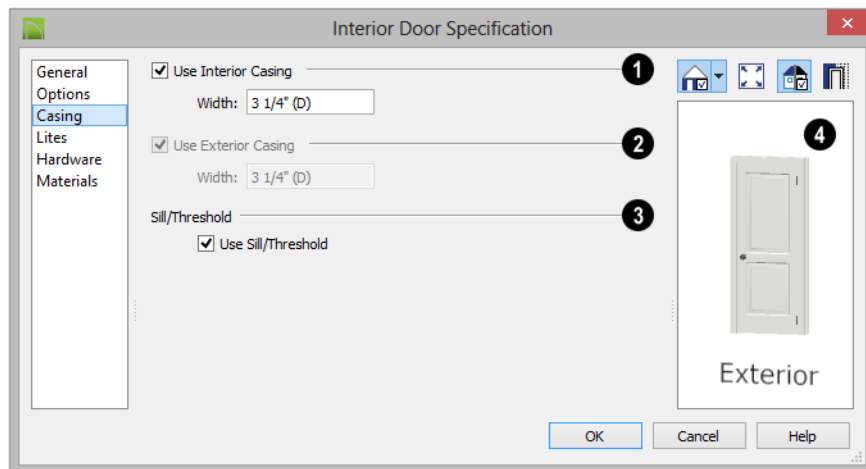 Interior Door Specification
×
General
Options
Casing
Lites
Hardware
Materials
Use Interior Casing
1
Width: 3 1/4" (D)
Use Exterior Casing
2
Width: 3 1/4" (D)
Sill/Threshold
3
Use Sill/Threshold
4
Exterior
OK
Cancel
Help